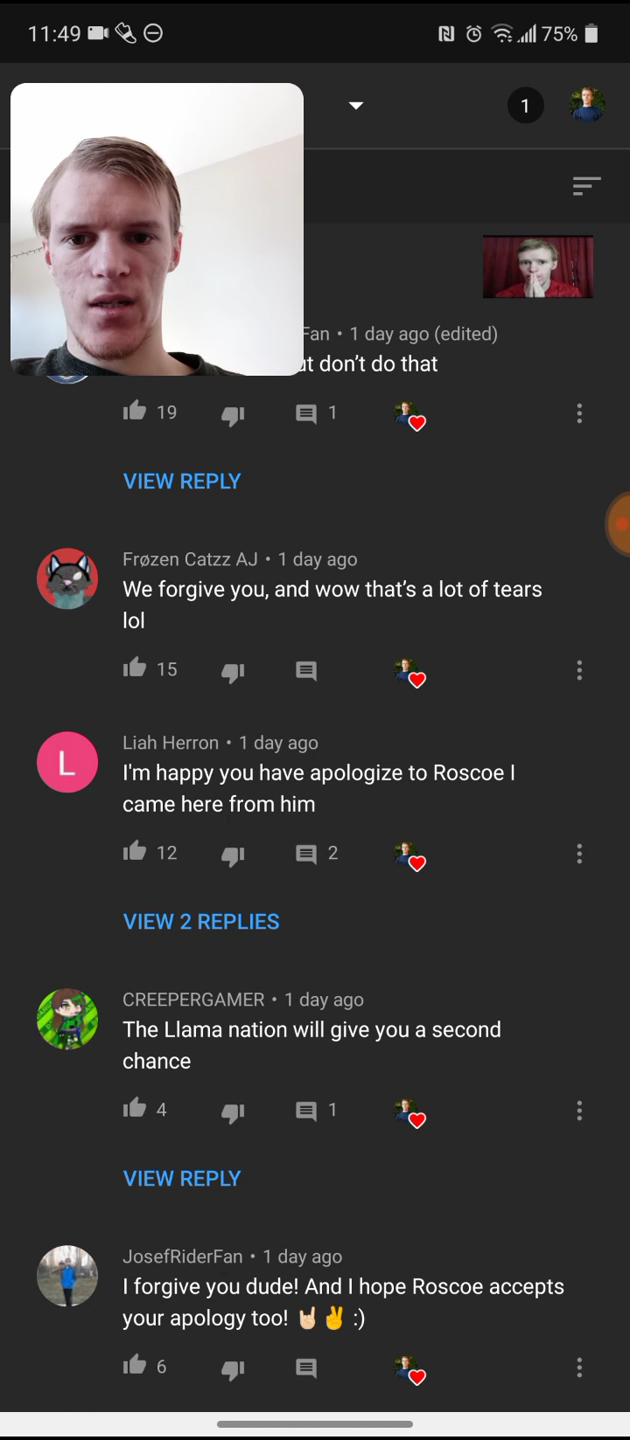 11:49 75%
1
Fan • 1 day ago (edited)
ut don't do that
19 1
VIEW REPLY
Frøzen Catzz AJ • 1 day ago
We forgive you, and wow that's a lot of tears
lol
15
L
Liah Herron • 1 day ago
I'm happy you have apologize to Roscoe I
came here from him
12 2
VIEW 2 REPLIES
CREEPERGAMER • 1 day ago
The Llama nation will give you a second
chance
4 1
VIEW REPLY
JosefRiderFan • 1 day ago
I forgive you dude! And I hope Roscoe accepts
your apology too! 🤘🏻 ✌️ :)
6